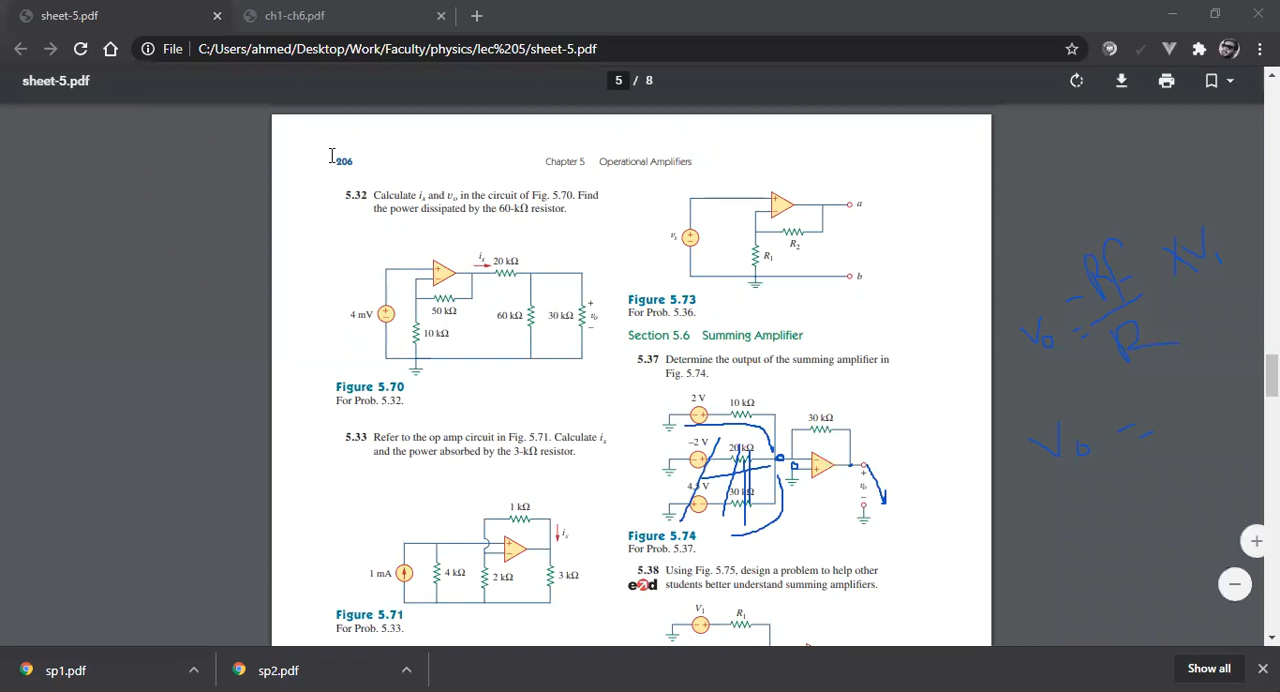 sheet-5.pdf
ch1-ch6.pdf
File C:/Users/ahmed/Desktop/Work/Faculty/physics/lec%205/sheet-5.pdf
sheet-5.pdf
5 / 8
206
Chapter 5 Operational Amplifiers
5.32 Calculate iₓ and vₒ in the circuit of Fig. 5.70. Find
the power dissipated by the 60-kΩ resistor.
iₓ
20 kΩ
50 kΩ
4 mV
10 kΩ
60 kΩ
30 kΩ
+
vₒ
−
Figure 5.70
For Prob. 5.32.
5.33 Refer to the op amp circuit in Fig. 5.71. Calculate iₓ
and the power absorbed by the 3-kΩ resistor.
1 kΩ
iₓ
1 mA
4 kΩ
2 kΩ
3 kΩ
Figure 5.71
For Prob. 5.33.
a
vₛ
R₂
R₁
b
Figure 5.73
For Prob. 5.36.
Section 5.6 Summing Amplifier
5.37 Determine the output of the summing amplifier in
Fig. 5.74.
2 V
10 kΩ
30 kΩ
−2 V
20 kΩ
V
30 kΩ
+
vₒ
−
Figure 5.74
For Prob. 5.37.
5.38 Using Fig. 5.75, design a problem to help other
students better understand summing amplifiers.
V₁
R₁
Vo = -Rf/R × V₁
Vo =
sp1.pdf
sp2.pdf
Show all